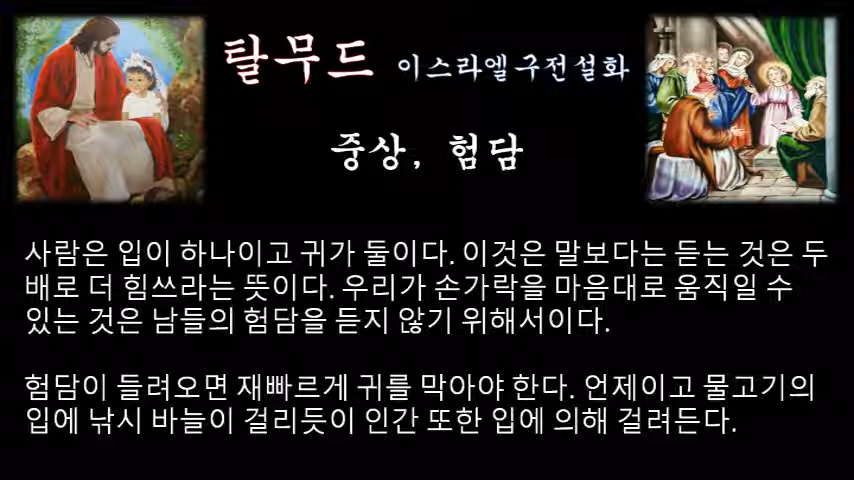 탈무드 이스라엘구전설화
중상, 험담
사람은 입이 하나이고 귀가 둘이다. 이것은 말보다는 듣는 것은 두
배로 더 힘쓰라는 뜻이다. 우리가 손가락을 마음대로 움직일 수
있는 것은 남들의 험담을 듣지 않기 위해서이다.
험담이 들려오면 재빠르게 귀를 막아야 한다. 언제이고 물고기의
입에 낚시 바늘이 걸리듯이 인간 또한 입에 의해 걸려든다.